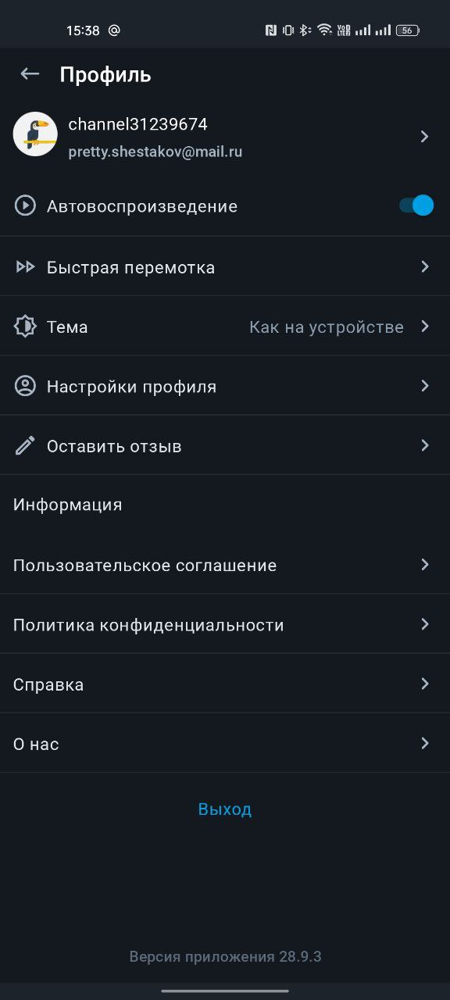 15:38 @
56
Профиль
channel31239674
pretty.shestakov@mail.ru
Автовоспроизведение
Быстрая перемотка
Тема Как на устройстве
Настройки профиля
Оставить отзыв
Информация
Пользовательское соглашение
Политика конфиденциальности
Справка
О нас
Выход
Версия приложения 28.9.3